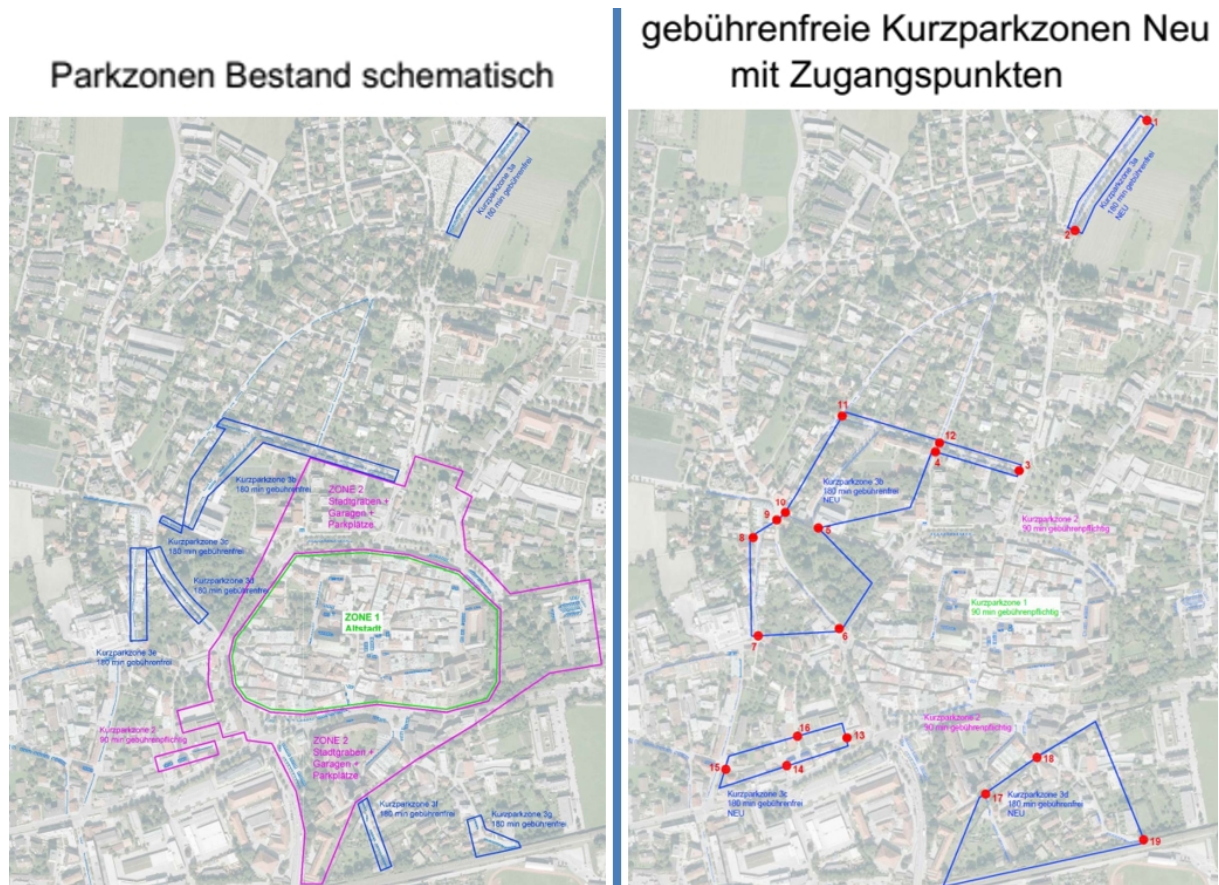 Parkzonen Bestand schematisch
Kurzparkzone 3a
180 min gebührenfrei
Kurzparkzone 3b
180 min gebührenfrei
ZONE 2
Stadtgraben +
Garagen +
Parkplätze
Kurzparkzone 3c
180 min gebührenfrei
Kurzparkzone 3d
180 min gebührenfrei
ZONE 1
Altstadt
Kurzparkzone 3e
180 min gebührenfrei
Kurzparkzone 2
90 min gebührenpflichtig
ZONE 2
Stadtgraben +
Garagen +
Parkplätze
Kurzparkzone 3f
180 min gebührenfrei
Kurzparkzone 3g
180 min gebührenfrei
gebührenfreie Kurzparkzonen Neu
mit Zugangspunkten
1
Kurzparkzone 3a
180 min gebührenfrei
NEU
2
11
12
4
3
Kurzparkzone 3b
180 min gebührenfrei
NEU
10
9
5
8
Kurzparkzone 2
90 min gebührenpflichtig
Kurzparkzone 1
90 min gebührenpflichtig
6
7
Kurzparkzone 2
90 min gebührenpflichtig
16
13
14
15
Kurzparkzone 3c
180 min gebührenfrei
NEU
18
17
Kurzparkzone 3d
180 min gebührenfrei
NEU
19